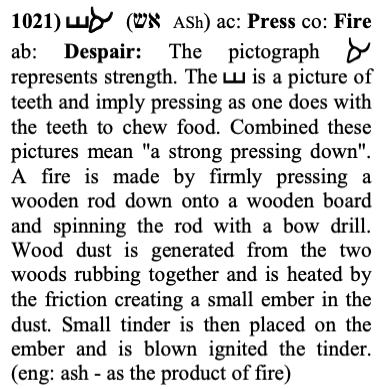 1021) 𐤔𐤀 (אש ASh) ac: Press co: Fire
ab: Despair: The pictograph 𐤀
represents strength. The 𐤔 is a picture of
teeth and imply pressing as one does with
the teeth to chew food. Combined these
pictures mean "a strong pressing down".
A fire is made by firmly pressing a
wooden rod down onto a wooden board
and spinning the rod with a bow drill.
Wood dust is generated from the two
woods rubbing together and is heated by
the friction creating a small ember in the
dust. Small tinder is then placed on the
ember and is blown ignited the tinder.
(eng: ash - as the product of fire)